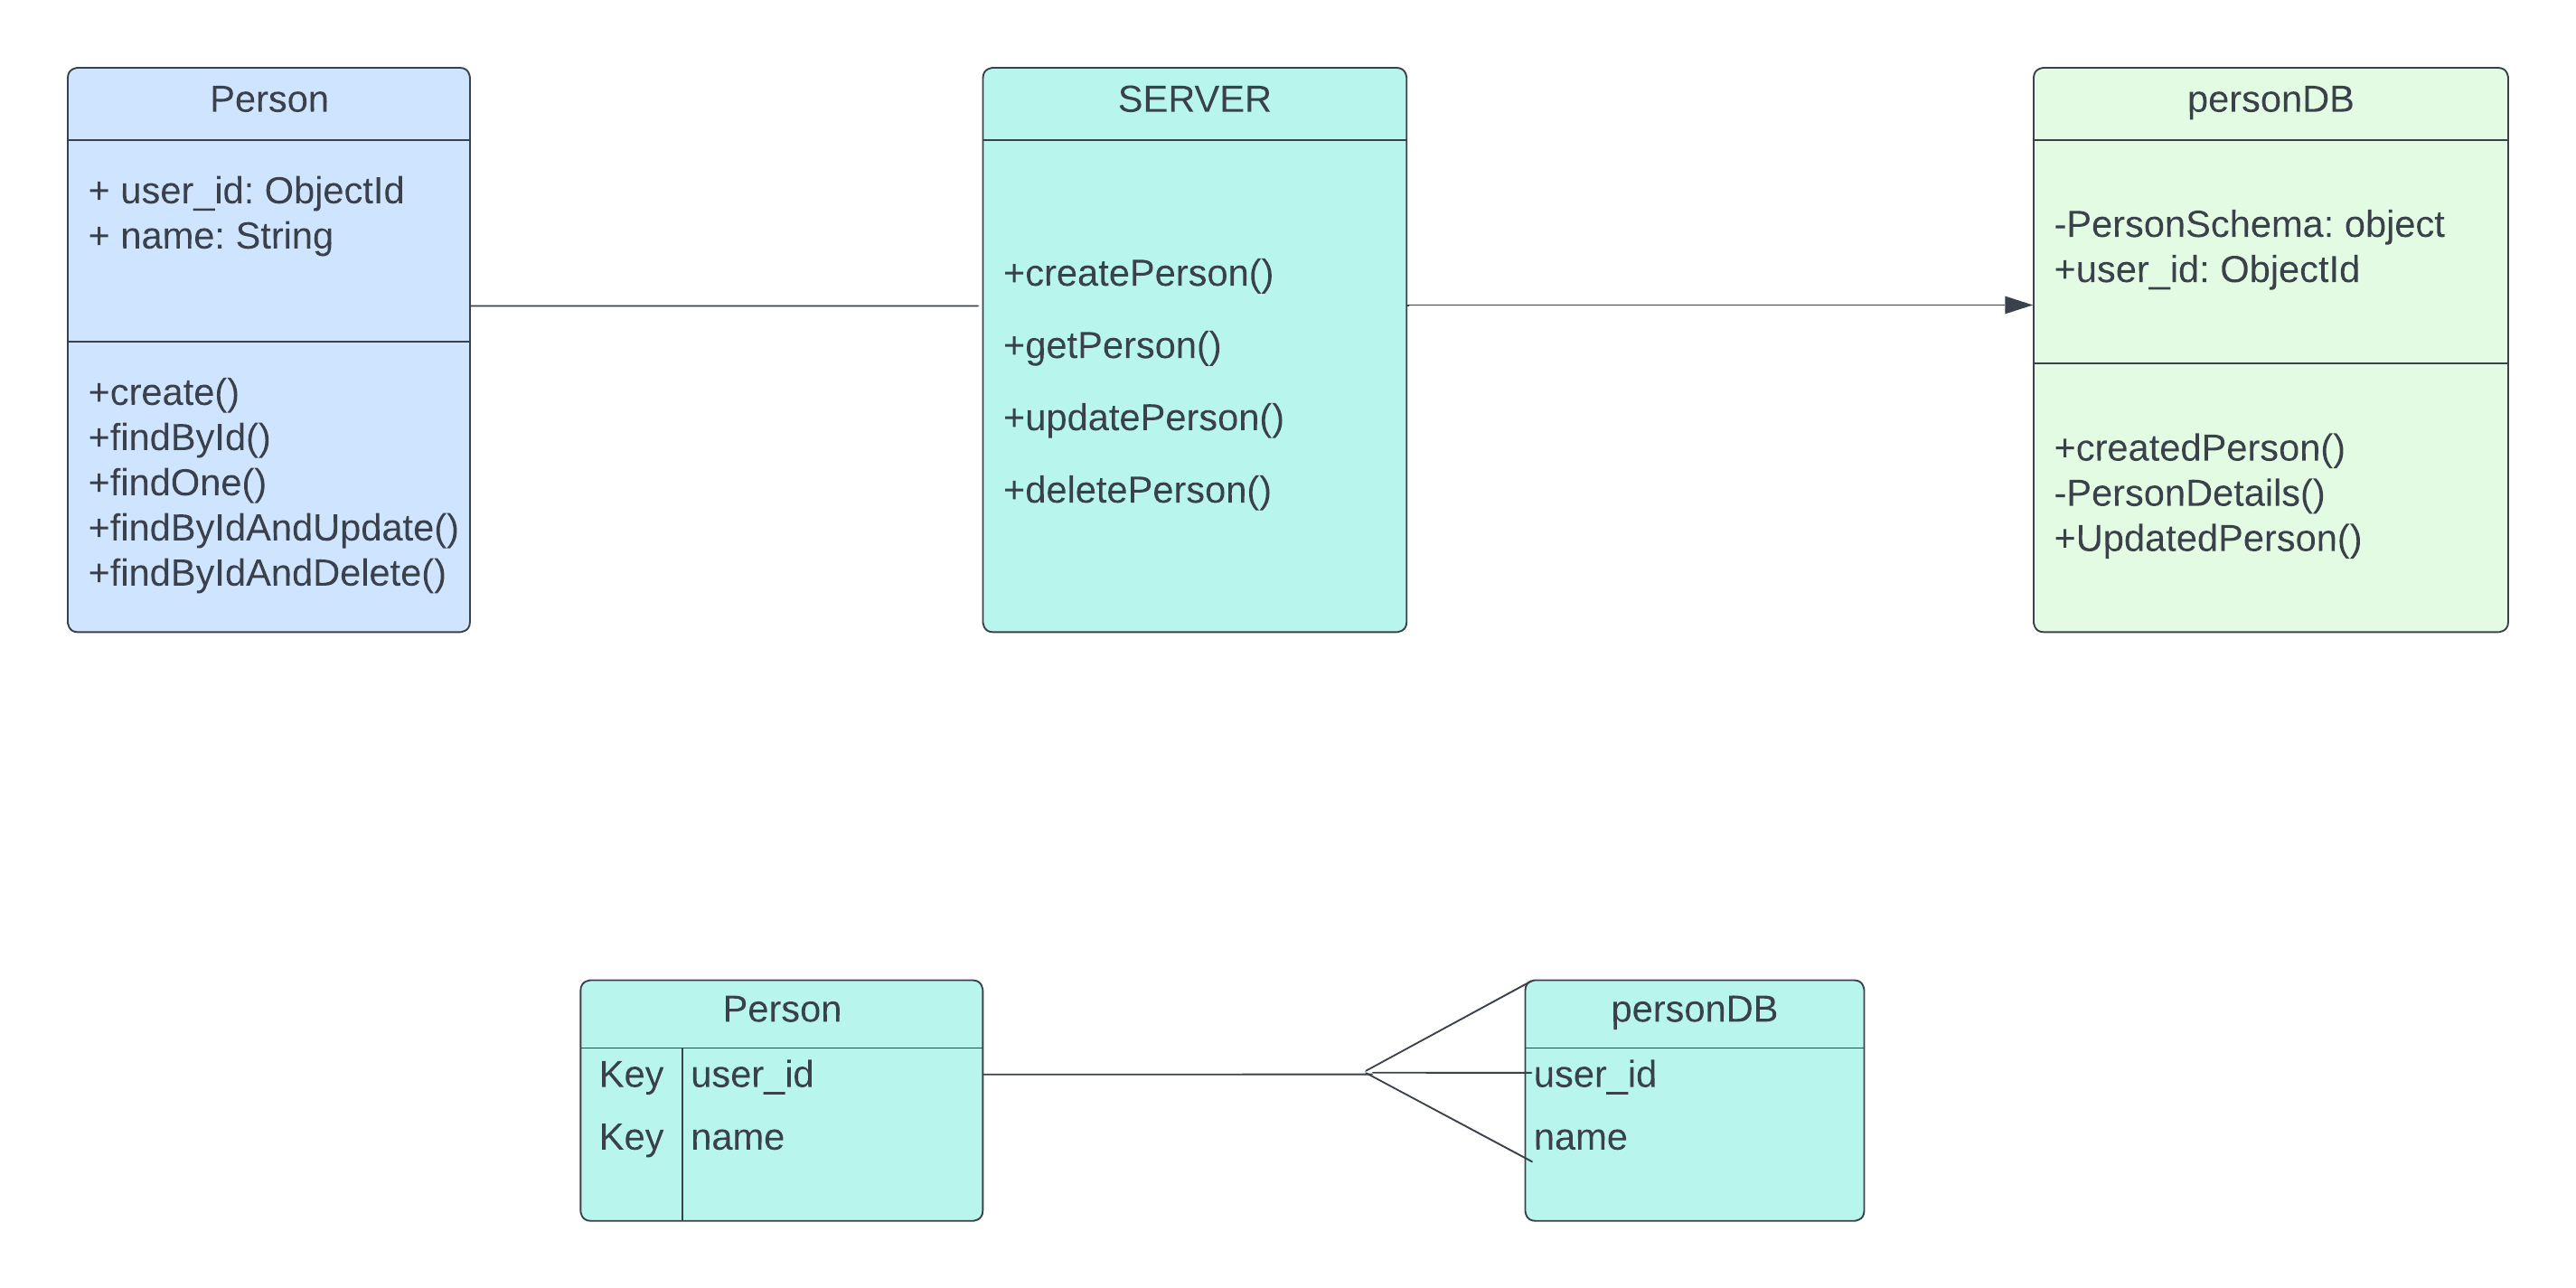 Person
+ user_id: ObjectId
+ name: String
+create()
+findById()
+findOne()
+findByIdAndUpdate()
+findByIdAndDelete()
SERVER
+createPerson()
+getPerson()
+updatePerson()
+deletePerson()
personDB
-PersonSchema: object
+user_id: ObjectId
+createdPerson()
-PersonDetails()
+UpdatedPerson()
Person
Key user_id
Key name
personDB
user_id
name